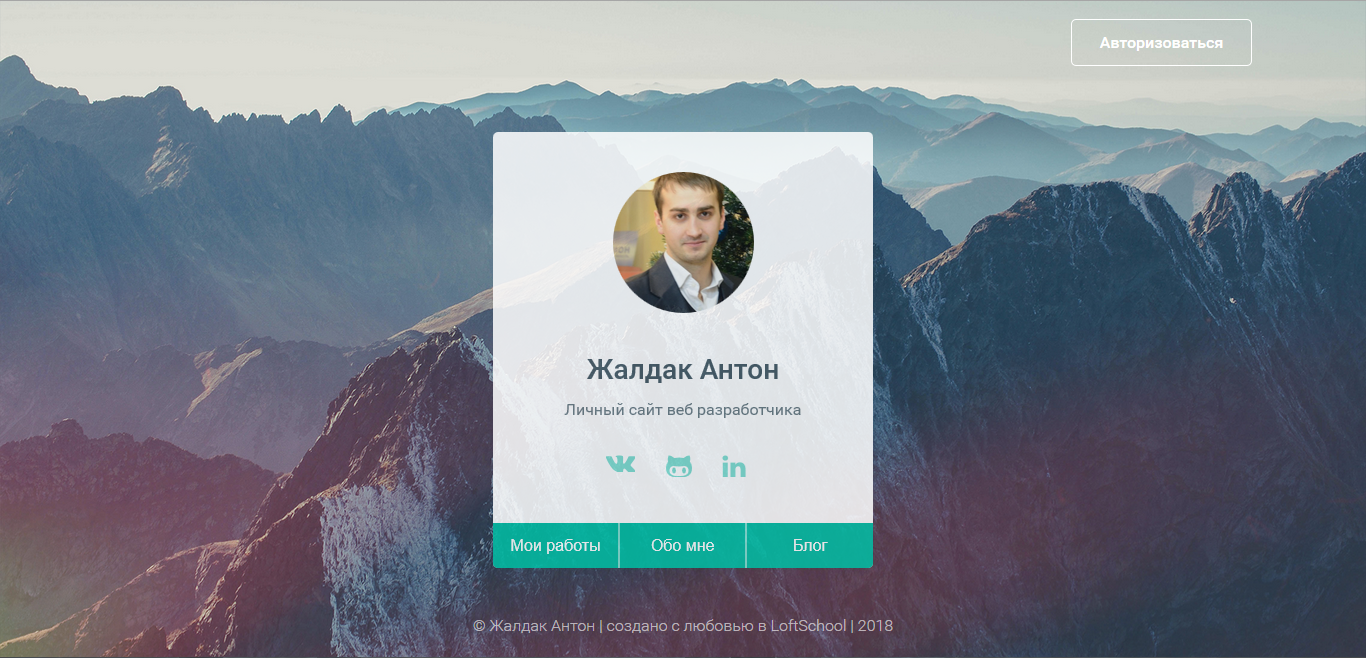 Авторизоваться
Жалдак Антон
Личный сайт веб разработчика
Мои работы
Обо мне
Блог
© Жалдак Антон | создано с любовью в LoftSchool | 2018